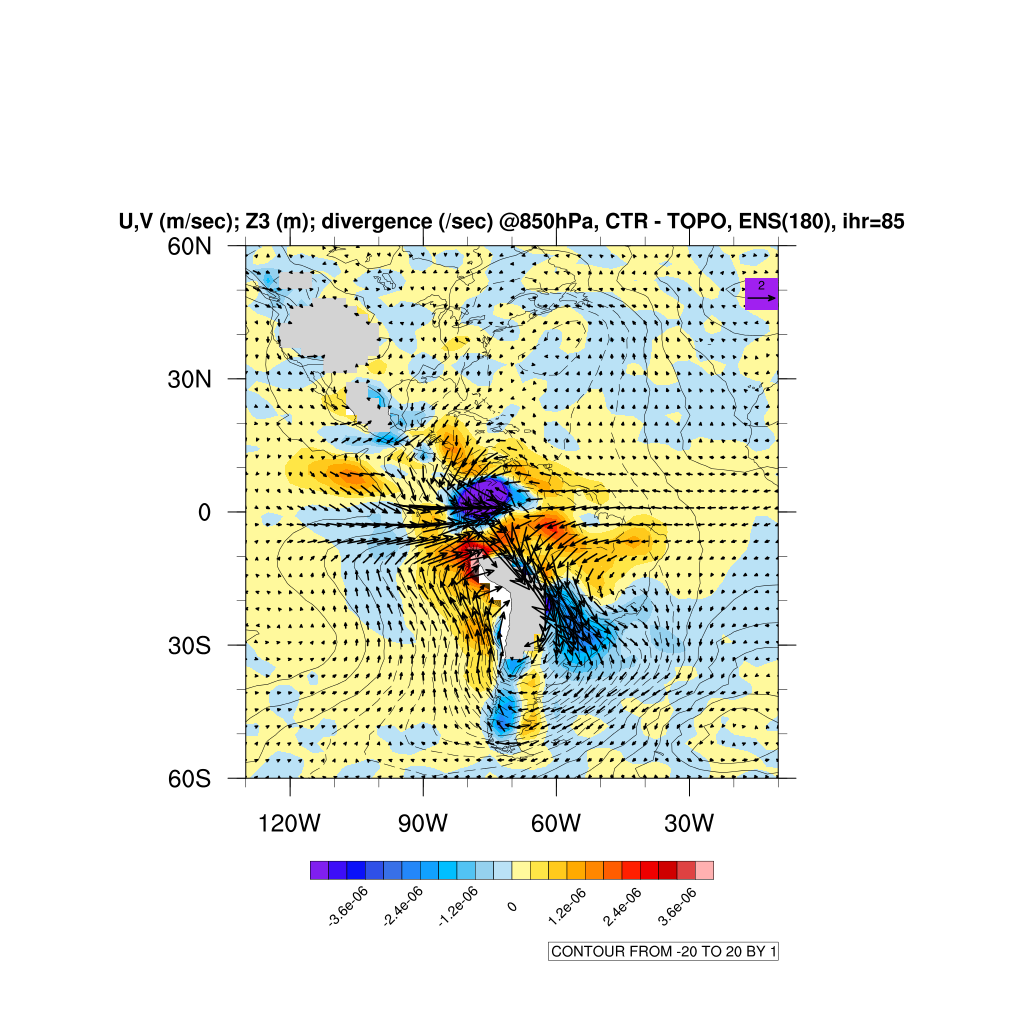 U,V (m/sec); Z3 (m); divergence (/sec) @850hPa, CTR - TOPO, ENS(180), ihr=85
60N
2
30N
0
30S
60S
120W 90W 60W 30W
-3.6e-06 -2.4e-06 -1.2e-06 0 1.2e-06 2.4e-06 3.6e-06
CONTOUR FROM -20 TO 20 BY 1